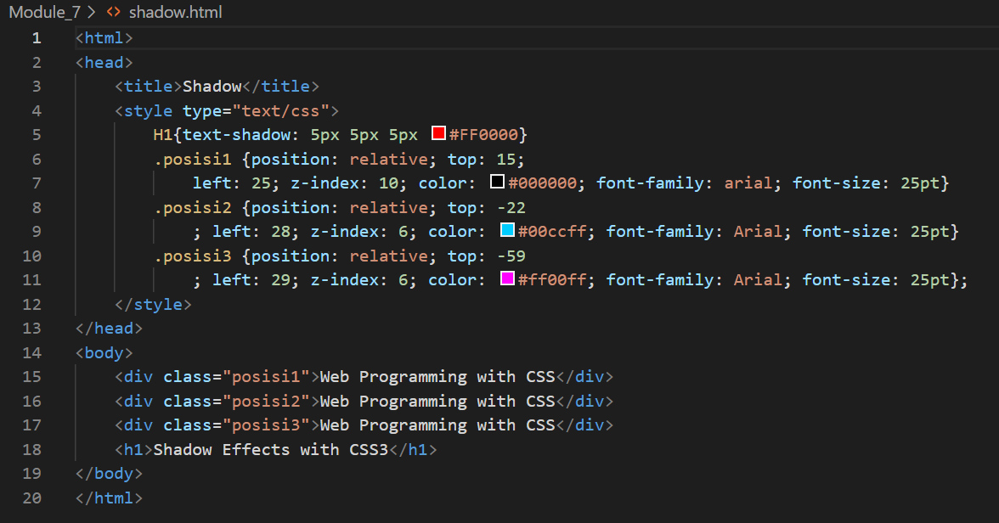 Module_7 > <> shadow.html
1 <html>
2 <head>
3     <title>Shadow</title>
4     <style type="text/css">
5         H1{text-shadow: 5px 5px 5px #FF0000}
6         .posisi1 {position: relative; top: 15;
7             left: 25; z-index: 10; color: #000000; font-family: arial; font-size: 25pt}
8         .posisi2 {position: relative; top: -22
9             ; left: 28; z-index: 6; color: #00ccff; font-family: Arial; font-size: 25pt}
10         .posisi3 {position: relative; top: -59
11             ; left: 29; z-index: 6; color: #ff00ff; font-family: Arial; font-size: 25pt};
12     </style>
13 </head>
14 <body>
15     <div class="posisi1">Web Programming with CSS</div>
16     <div class="posisi2">Web Programming with CSS</div>
17     <div class="posisi3">Web Programming with CSS</div>
18     <h1>Shadow Effects with CSS3</h1>
19 </body>
20 </html>